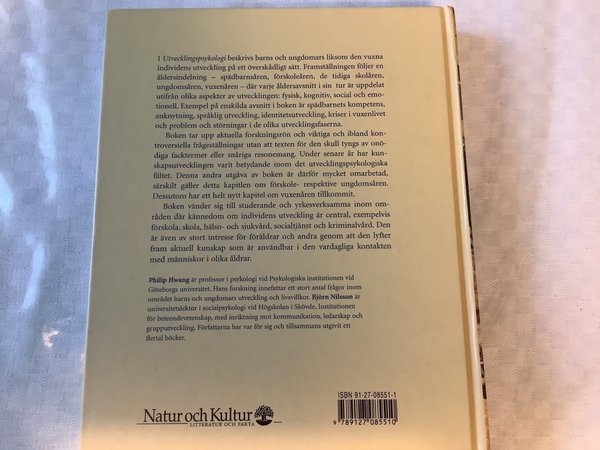 I Utvecklingspsykologi beskrivs barns och ungdomars liksom den vuxna
individens utveckling på ett överskådligt sätt. Framställningen följer en
åldersindelning – spädbarnsåren, förskoleåren, de tidiga skolåren,
ungdomsåren, vuxenåren – där varje åldersavsnitt i sin tur är uppdelat
utifrån olika aspekter av utvecklingen: fysisk, kognitiv, social och emo-
tionell. Exempel på enskilda avsnitt i boken är spädbarnets kompetens,
anknytning, språklig utveckling, identitetsutveckling, kriser i vuxenlivet
och problem och störningar i de olika utvecklingsfaserna.
Boken tar upp aktuella forskningsrön och viktiga och ibland kon-
troversiella frågeställningar utan att texten för den skull tyngs av onö-
diga facktermer eller snåriga resonemang. Under senare år har kun-
skapsutvecklingen varit betydande inom det utvecklingspsykologiska
fältet. Denna andra utgåva av boken är därför mycket omarbetad,
särskilt gäller detta kapitlen om förskole- respektive ungdomsåren.
Dessutom har ett helt nytt kapitel om vuxenåren tillkommit.
Boken vänder sig till studerande och yrkesverksamma inom om-
råden där kännedom om individens utveckling är central, exempelvis
förskola, skola, hälso- och sjukvård, socialtjänst och kriminalvård. Den
är även av stort intresse för föräldrar och andra genom att den lyfter
fram aktuell kunskap som är användbar i den vardagliga kontakten
med människor i olika åldrar.
Philip Hwang är professor i psykologi vid Psykologiska institutionen vid
Göteborgs universitet. Hans forskning innefattar ett stort antal frågor inom
området barns och ungdomars utveckling och livsvillkor. Björn Nilsson är
universitetslektor i socialpsykologi vid Högskolan i Skövde, Institutionen
för beteendevetenskap, med inriktning mot kommunikation, ledarskap och
grupputveckling. Författarna har var för sig och tillsammans utgivit ett
flertal böcker.
Natur och Kultur
LITTERATUR OCH FAKTA
ISBN 91-27-08551-1
9 789127 085510